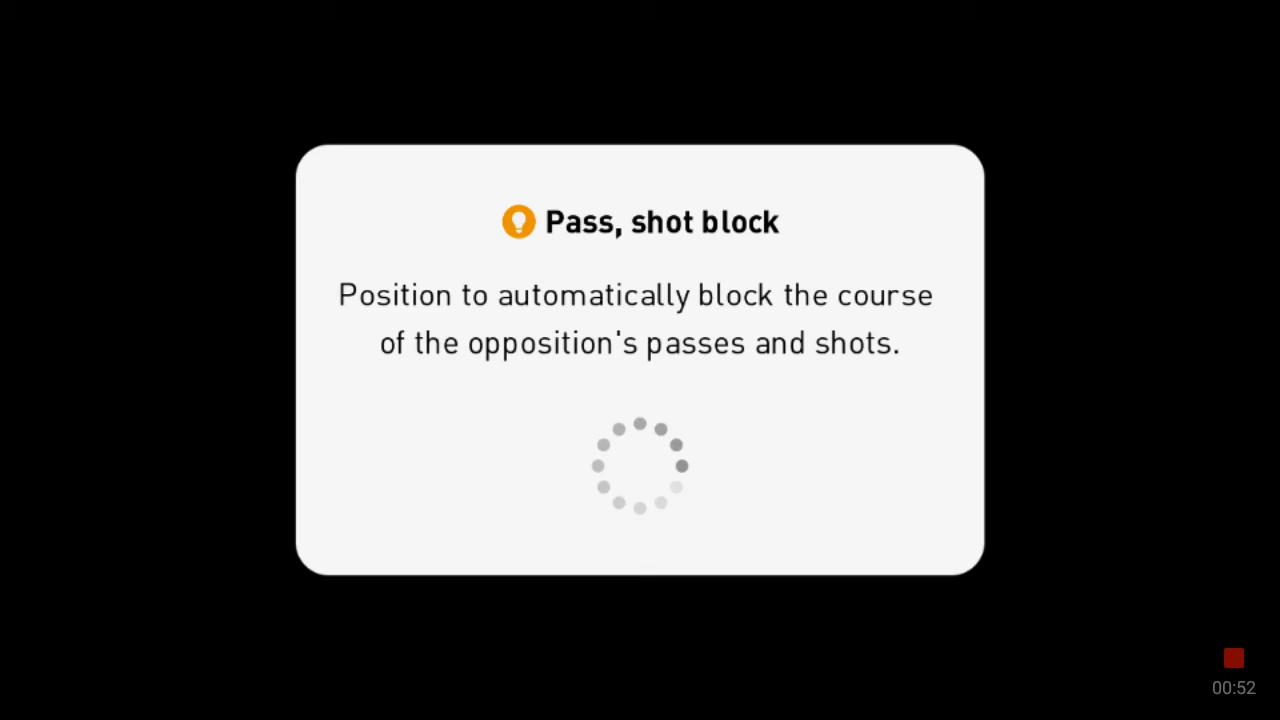 Pass, shot block
Position to automatically block the course
of the opposition's passes and shots.
00:52